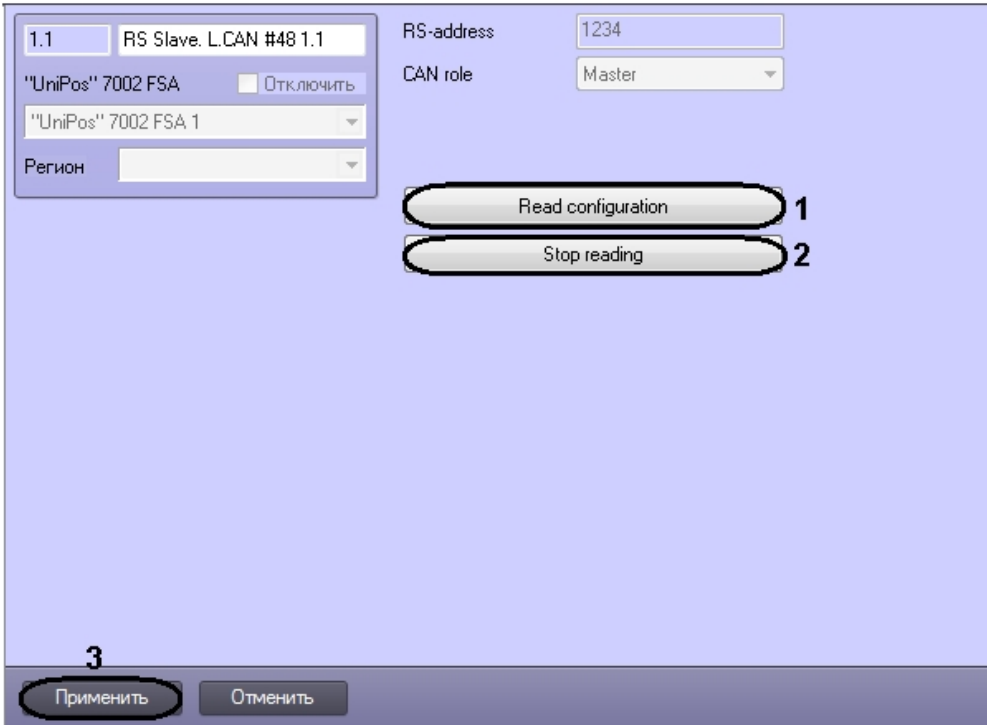 1.1 RS Slave. L.CAN #48 1.1
"UniPos" 7002 FSA Отключить
"UniPos" 7002 FSA 1
Регион
RS-address 1234
CAN role Master
Read configuration 1
Stop reading 2
3
Применить Отменить